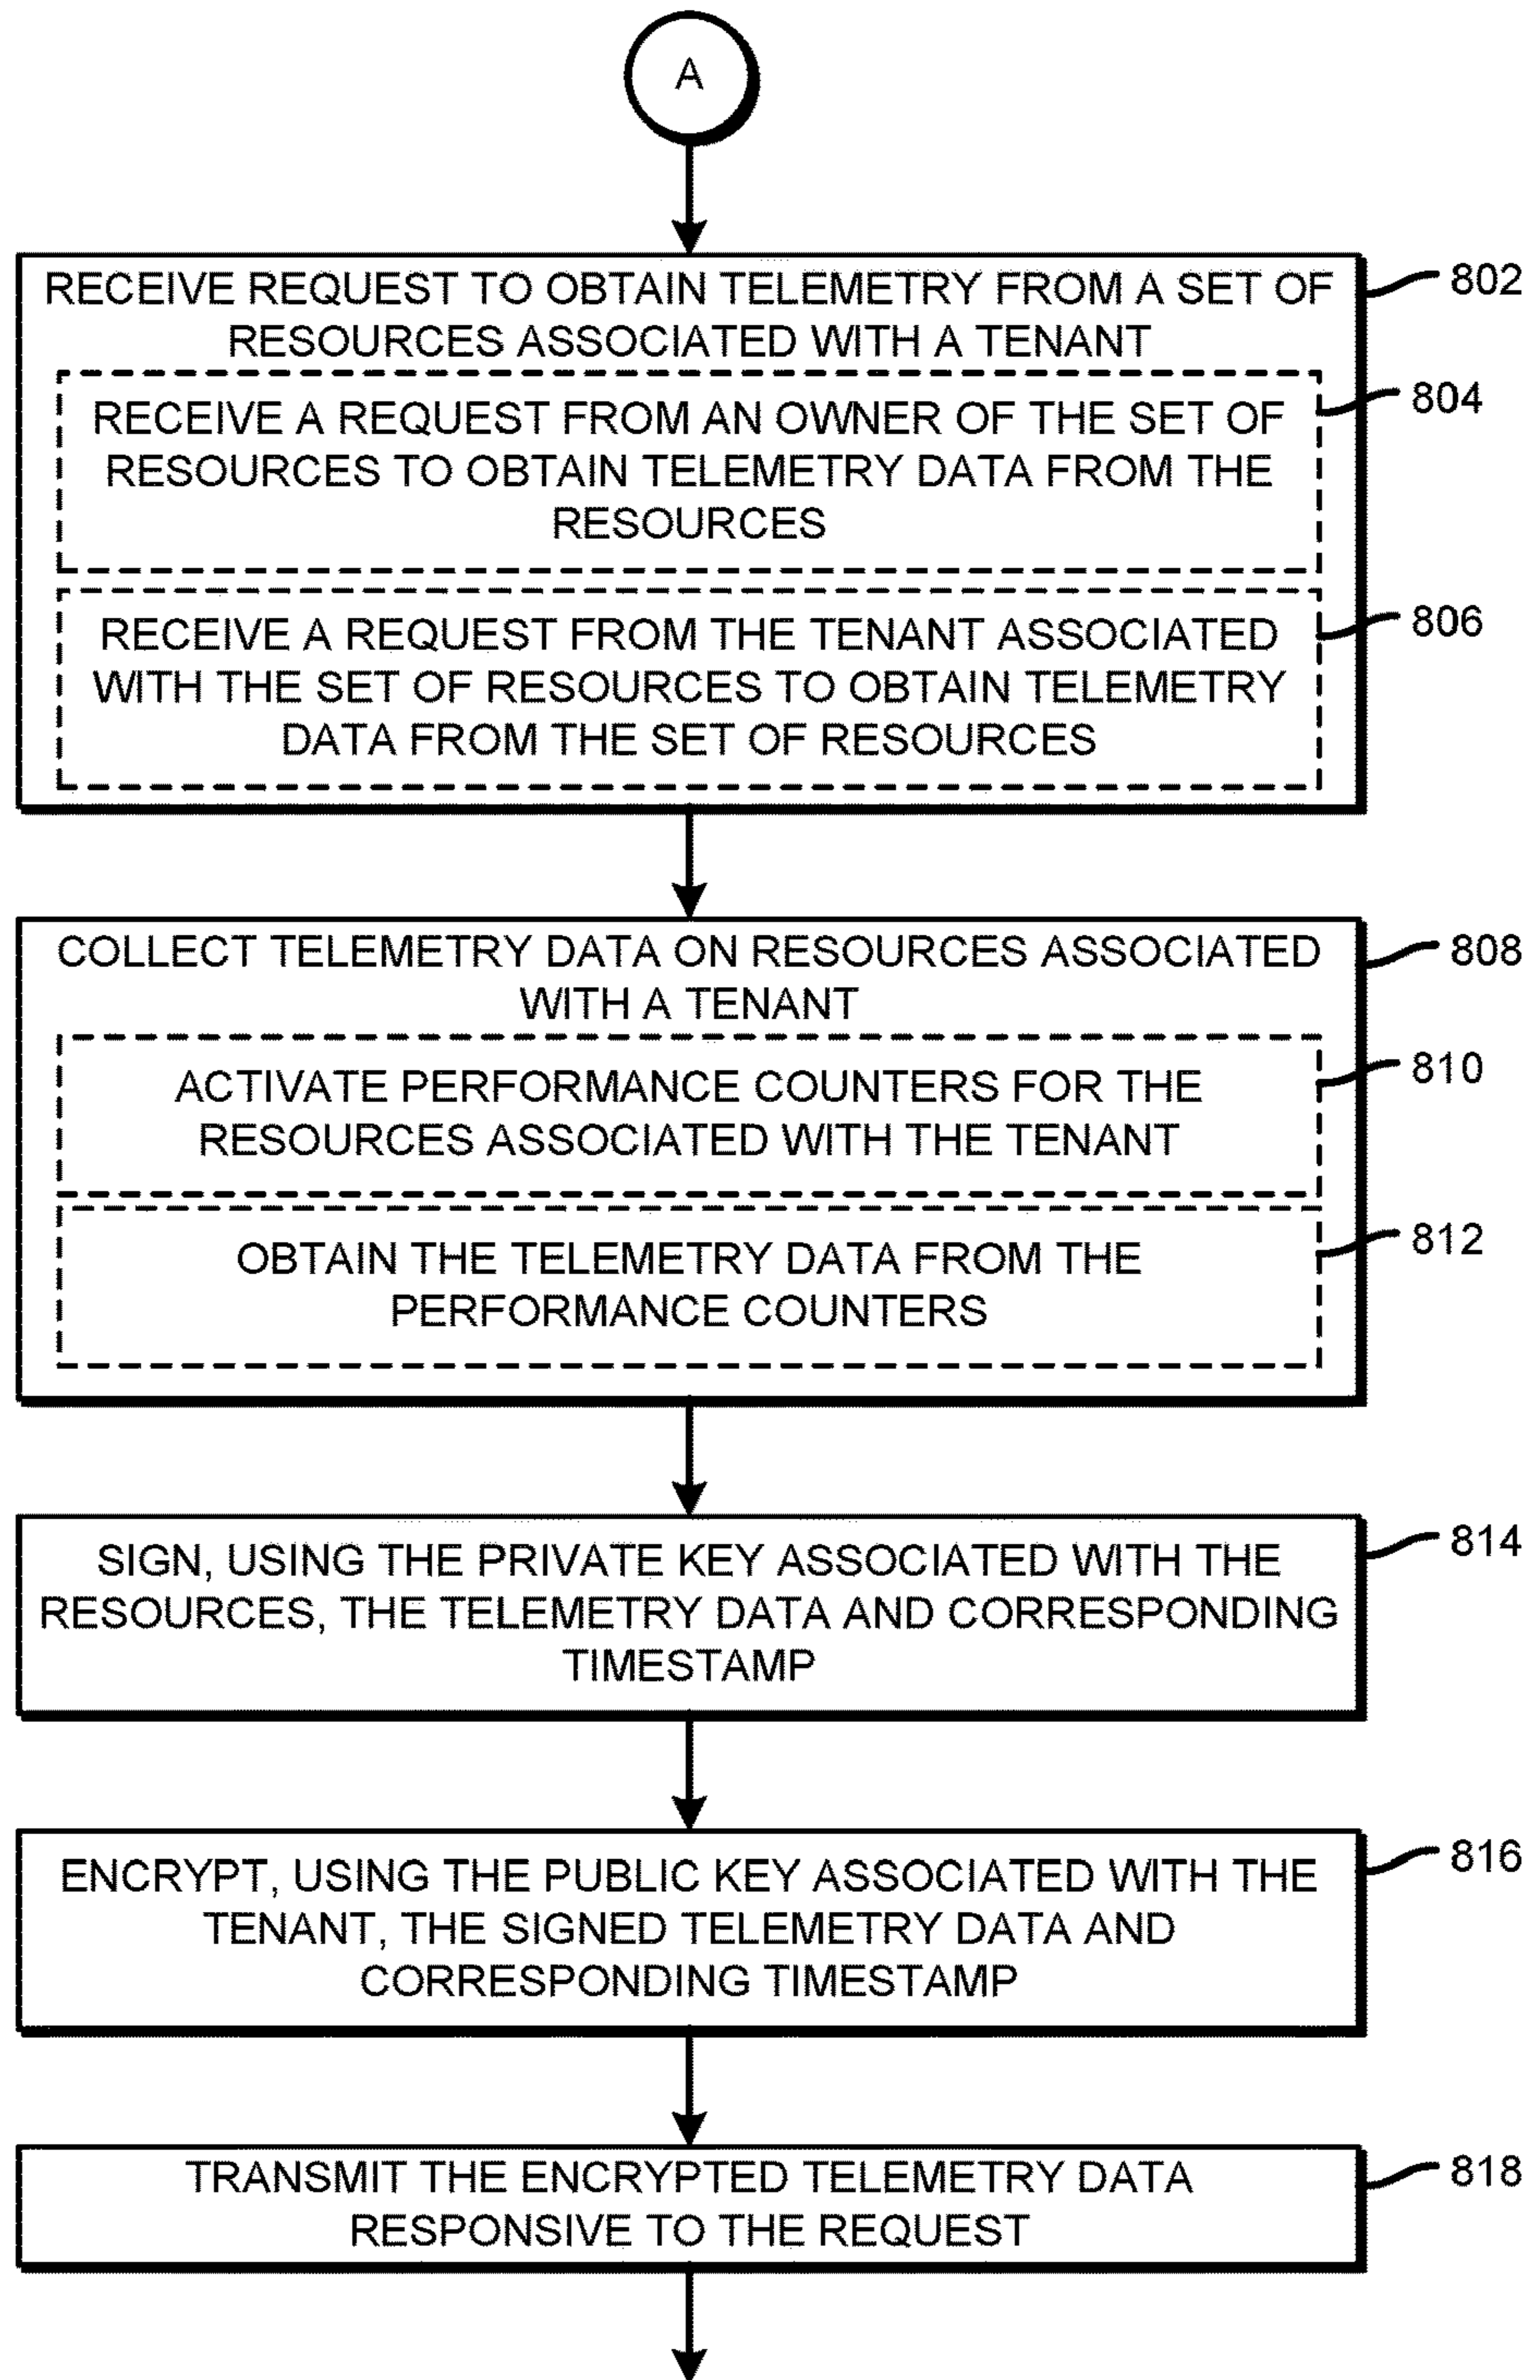 A
RECEIVE REQUEST TO OBTAIN TELEMETRY FROM A SET OF
RESOURCES ASSOCIATED WITH A TENANT
802
RECEIVE A REQUEST FROM AN OWNER OF THE SET OF
RESOURCES TO OBTAIN TELEMETRY DATA FROM THE
RESOURCES
804
RECEIVE A REQUEST FROM THE TENANT ASSOCIATED
WITH THE SET OF RESOURCES TO OBTAIN TELEMETRY
DATA FROM THE SET OF RESOURCES
806
COLLECT TELEMETRY DATA ON RESOURCES ASSOCIATED
WITH A TENANT
808
ACTIVATE PERFORMANCE COUNTERS FOR THE
RESOURCES ASSOCIATED WITH THE TENANT
810
OBTAIN THE TELEMETRY DATA FROM THE
PERFORMANCE COUNTERS
812
SIGN, USING THE PRIVATE KEY ASSOCIATED WITH THE
RESOURCES, THE TELEMETRY DATA AND CORRESPONDING
TIMESTAMP
814
ENCRYPT, USING THE PUBLIC KEY ASSOCIATED WITH THE
TENANT, THE SIGNED TELEMETRY DATA AND
CORRESPONDING TIMESTAMP
816
TRANSMIT THE ENCRYPTED TELEMETRY DATA
RESPONSIVE TO THE REQUEST
818